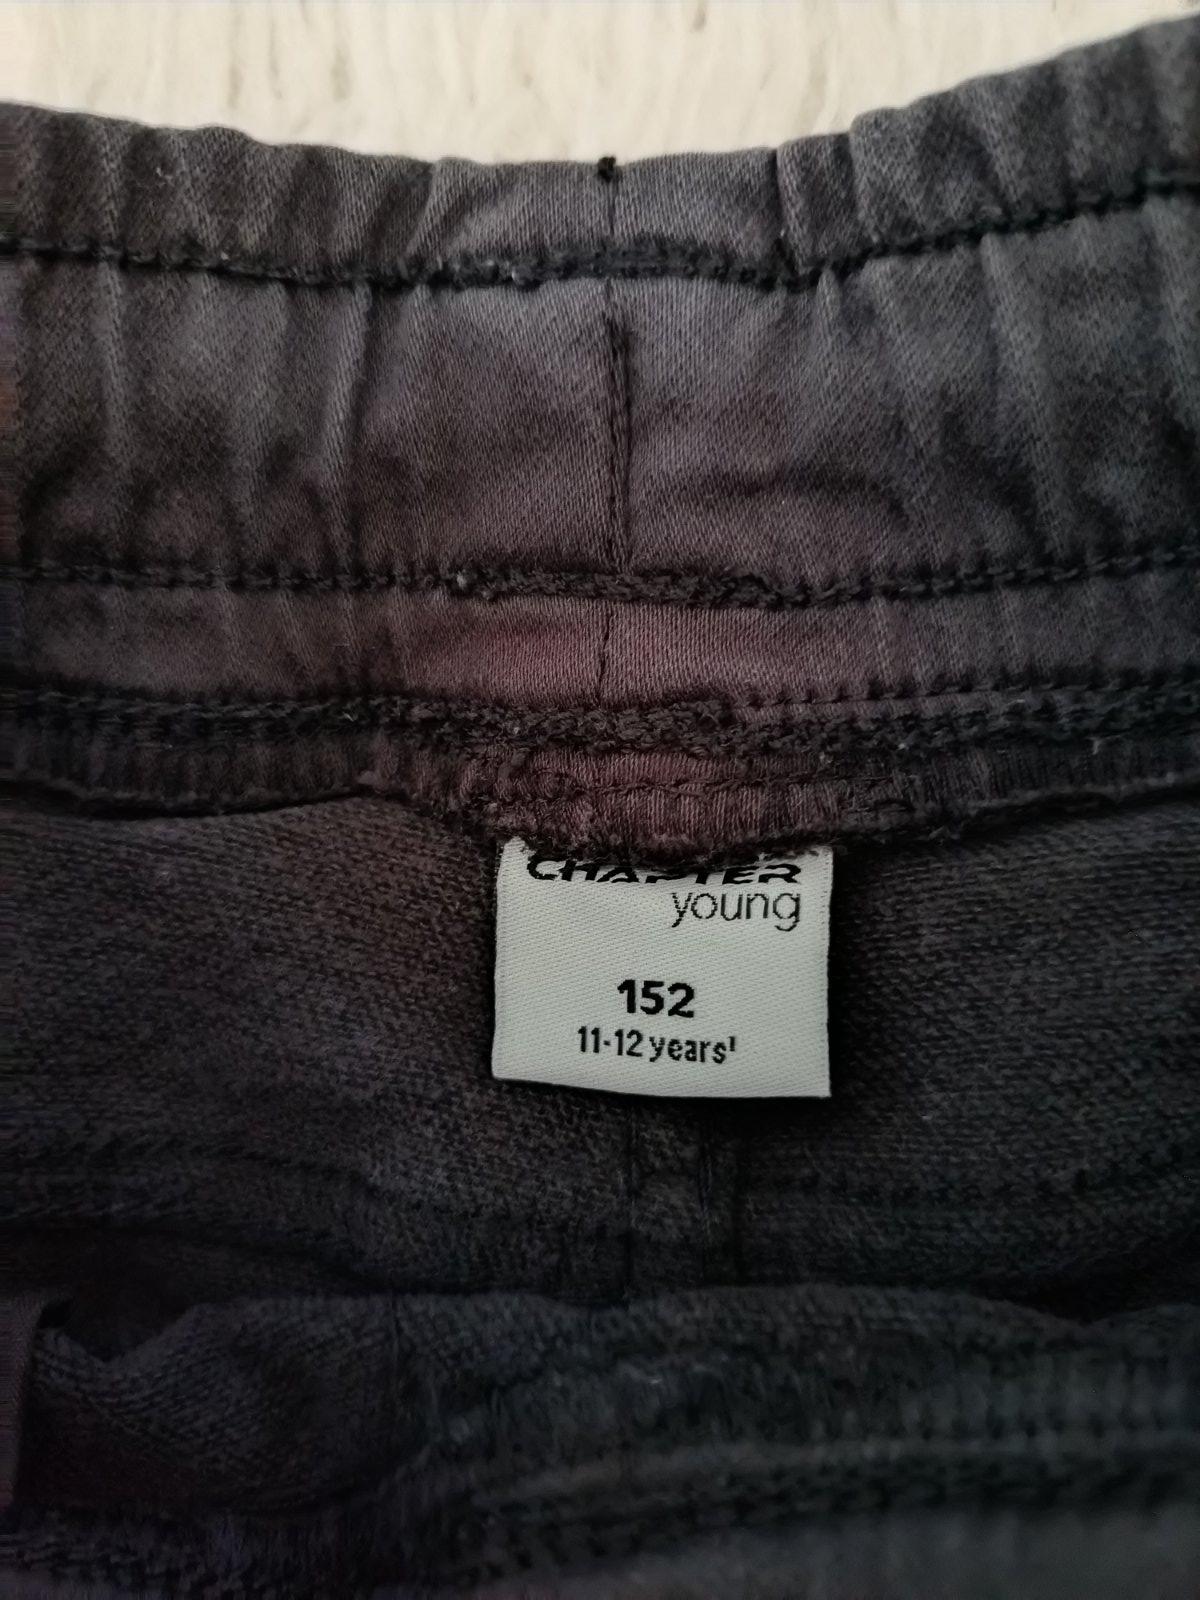 CHAPTER
young
152
11-12 years¹